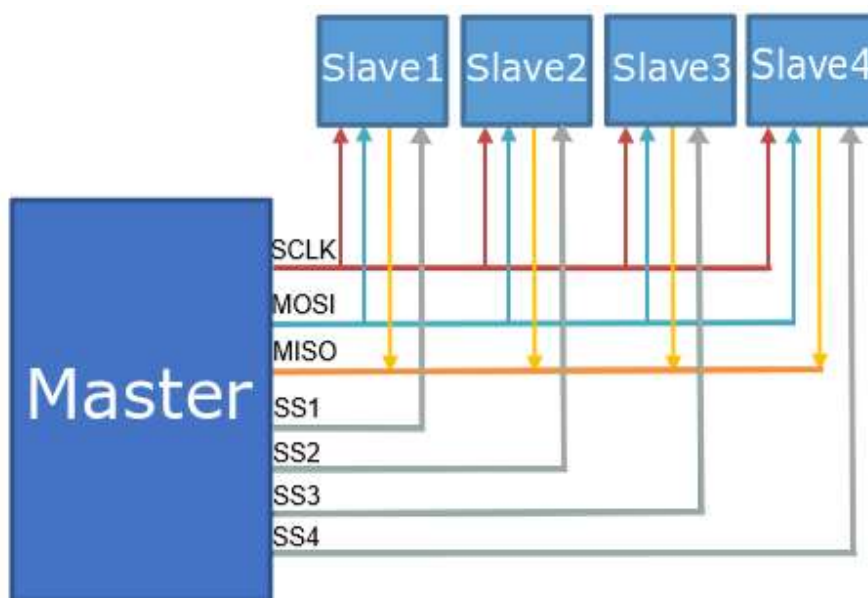 Slave1 Slave2 Slave3 Slave4
SCLK
MOSI
MISO
Master
SS1
SS2
SS3
SS4